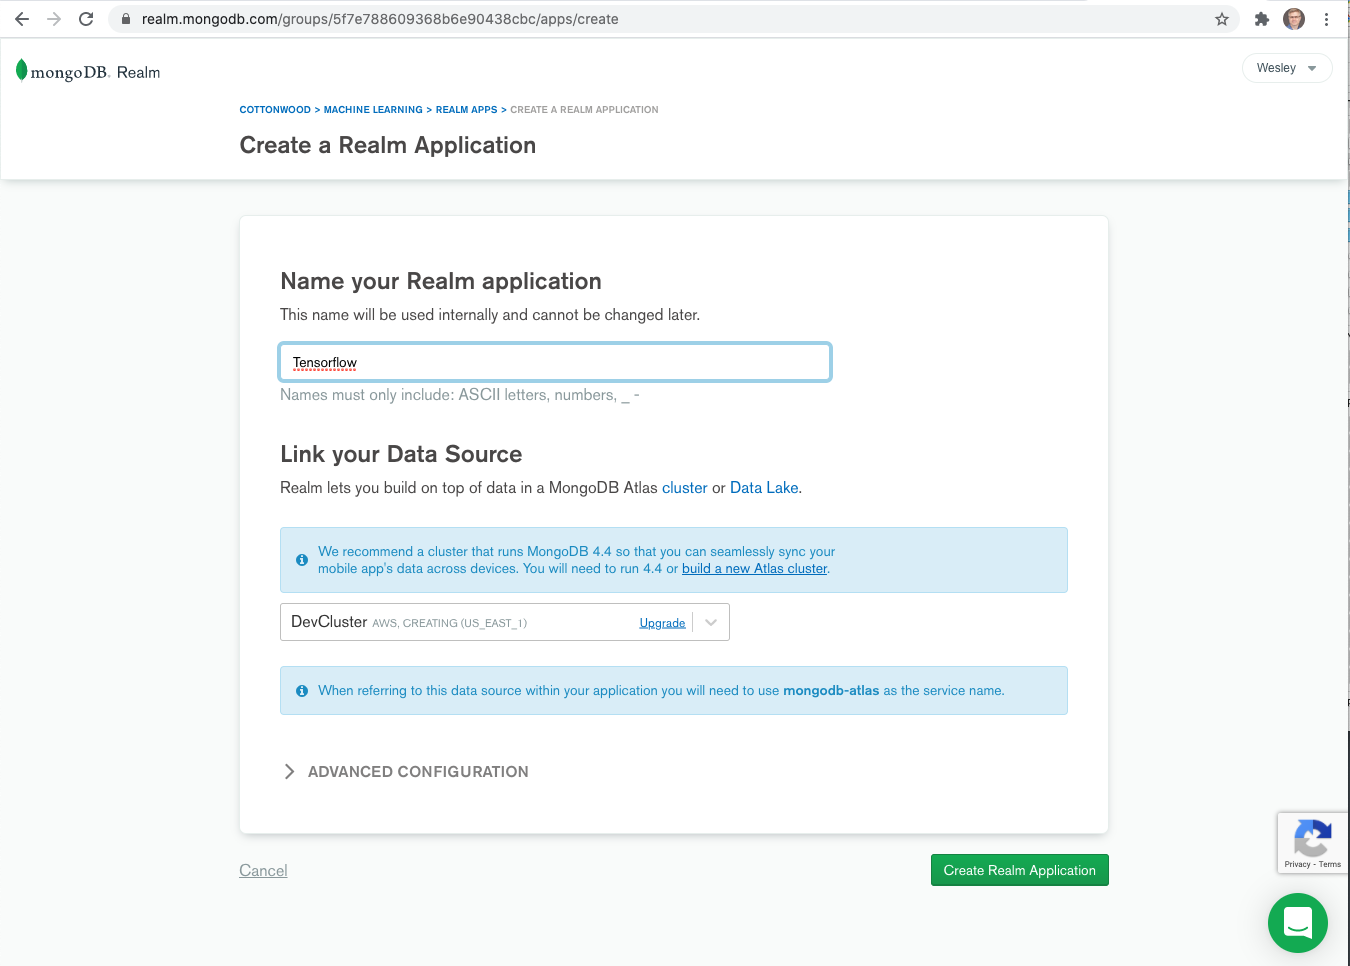 realm.mongodb.com/groups/5f7e788609368b6e90438cbc/apps/create
mongoDB. Realm
Wesley
COTTONWOOD > MACHINE LEARNING > REALM APPS > CREATE A REALM APPLICATION
Create a Realm Application
Name your Realm application
This name will be used internally and cannot be changed later.
Tensorflow
Names must only include: ASCII letters, numbers, _ -
Link your Data Source
Realm lets you build on top of data in a MongoDB Atlas cluster or Data Lake.
We recommend a cluster that runs MongoDB 4.4 so that you can seamlessly sync your
mobile app's data across devices. You will need to run 4.4 or build a new Atlas cluster.
DevCluster AWS, CREATING (US_EAST_1) Upgrade
When referring to this data source within your application you will need to use mongodb-atlas as the service name.
ADVANCED CONFIGURATION
Privacy - Terms
Cancel
Create Realm Application